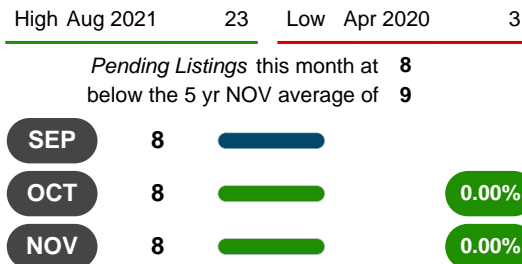 High Aug 2021 23 Low Apr 2020 3
Pending Listings this month at 8
below the 5 yr NOV average of 9
SEP 8
OCT 8 0.00%
NOV 8 0.00%